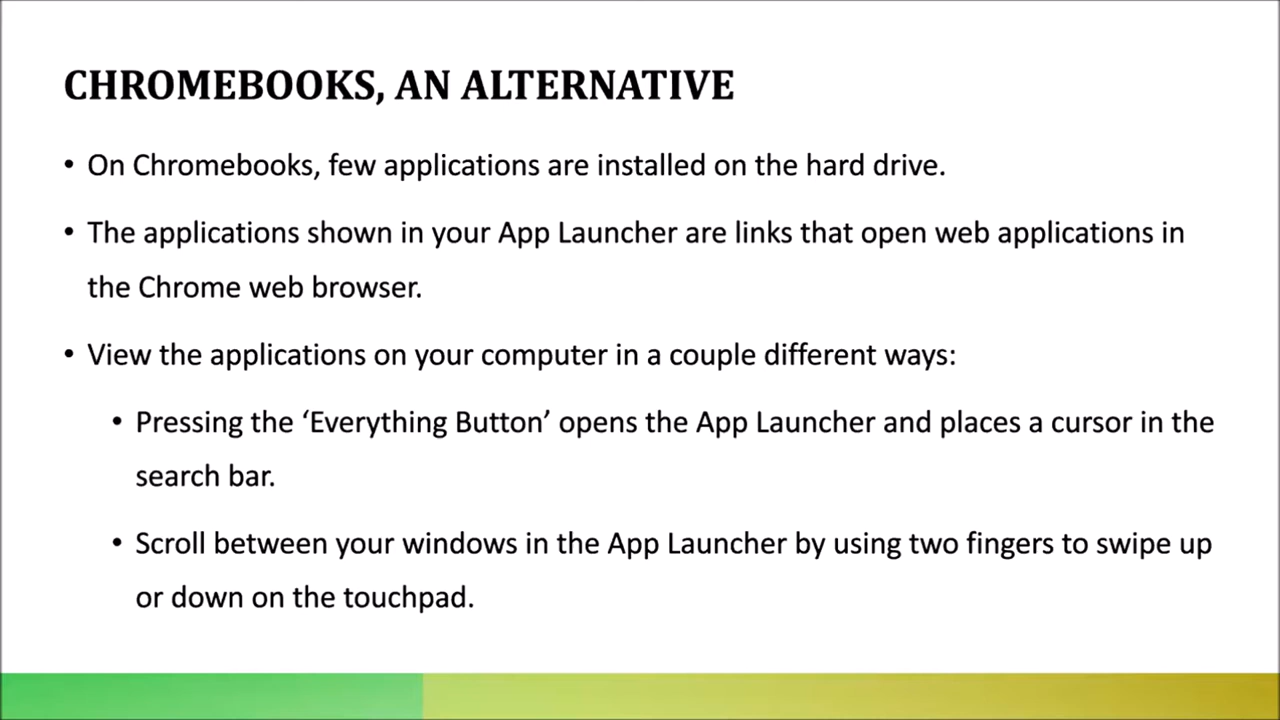 CHROMEBOOKS, AN ALTERNATIVE
• On Chromebooks, few applications are installed on the hard drive.
• The applications shown in your App Launcher are links that open web applications in
the Chrome web browser.
• View the applications on your computer in a couple different ways:
• Pressing the ‘Everything Button’ opens the App Launcher and places a cursor in the
search bar.
• Scroll between your windows in the App Launcher by using two fingers to swipe up
or down on the touchpad.